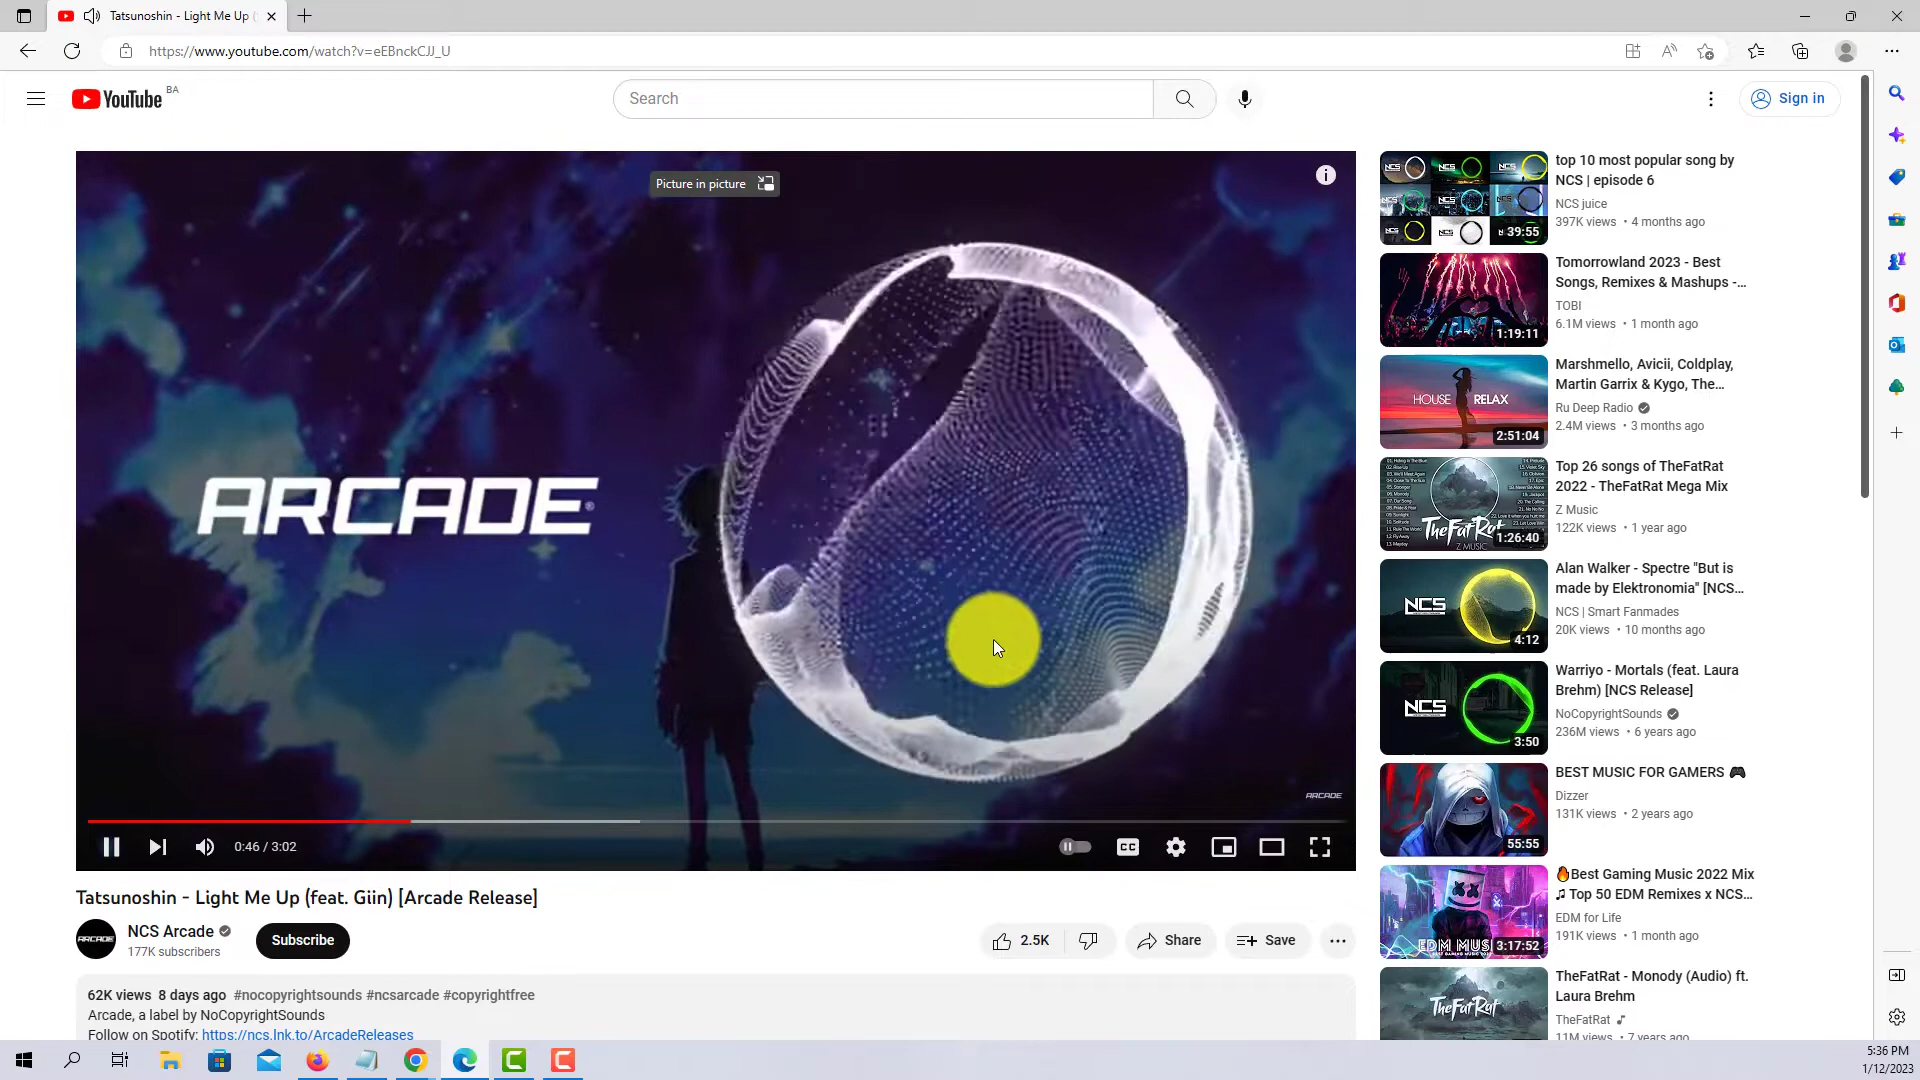 Tatsunoshin - Light Me Up (
https://www.youtube.com/watch?v=eEBnckCJJ_U
YouTube BA
Search
Sign in
Picture in picture
ARCADE
ARCADE
0:46 / 3:02
CC
Tatsunoshin - Light Me Up (feat. Giin) [Arcade Release]
ARCADE
NCS Arcade
177K subscribers
Subscribe
2.5K
Share
Save
62K views 8 days ago #nocopyrightsounds #ncsarcade #copyrightfree
Arcade, a label by NoCopyrightSounds
Follow on Spotify: https://ncs.lnk.to/ArcadeReleases
39:55
top 10 most popular song by
NCS | episode 6
NCS juice
397K views • 4 months ago
1:19:11
Tomorrowland 2023 - Best
Songs, Remixes & Mashups -...
TOBI
6.1M views • 1 month ago
HOUSE RELAX
2:51:04
Marshmello, Avicii, Coldplay,
Martin Garrix & Kygo, The...
Ru Deep Radio
2.4M views • 3 months ago
TheFatRat
Z MUSIC
1:26:40
Top 26 songs of TheFatRat
2022 - TheFatRat Mega Mix
Z Music
122K views • 1 year ago
NCS
4:12
Alan Walker - Spectre "But is
made by Elektronomia" [NCS...
NCS | Smart Fanmades
20K views • 10 months ago
NCS
3:50
Warriyo - Mortals (feat. Laura
Brehm) [NCS Release]
NoCopyrightSounds
236M views • 6 years ago
55:55
BEST MUSIC FOR GAMERS 🎮
Dizzer
131K views • 2 years ago
EDM MUS
3:17:52
🔥Best Gaming Music 2022 Mix
♫ Top 50 EDM Remixes x NCS...
EDM for Life
191K views • 1 month ago
TheFatRat
TheFatRat - Monody (Audio) ft.
Laura Brehm
TheFatRat
11M views • 7 years ago
5:36 PM
1/12/2023